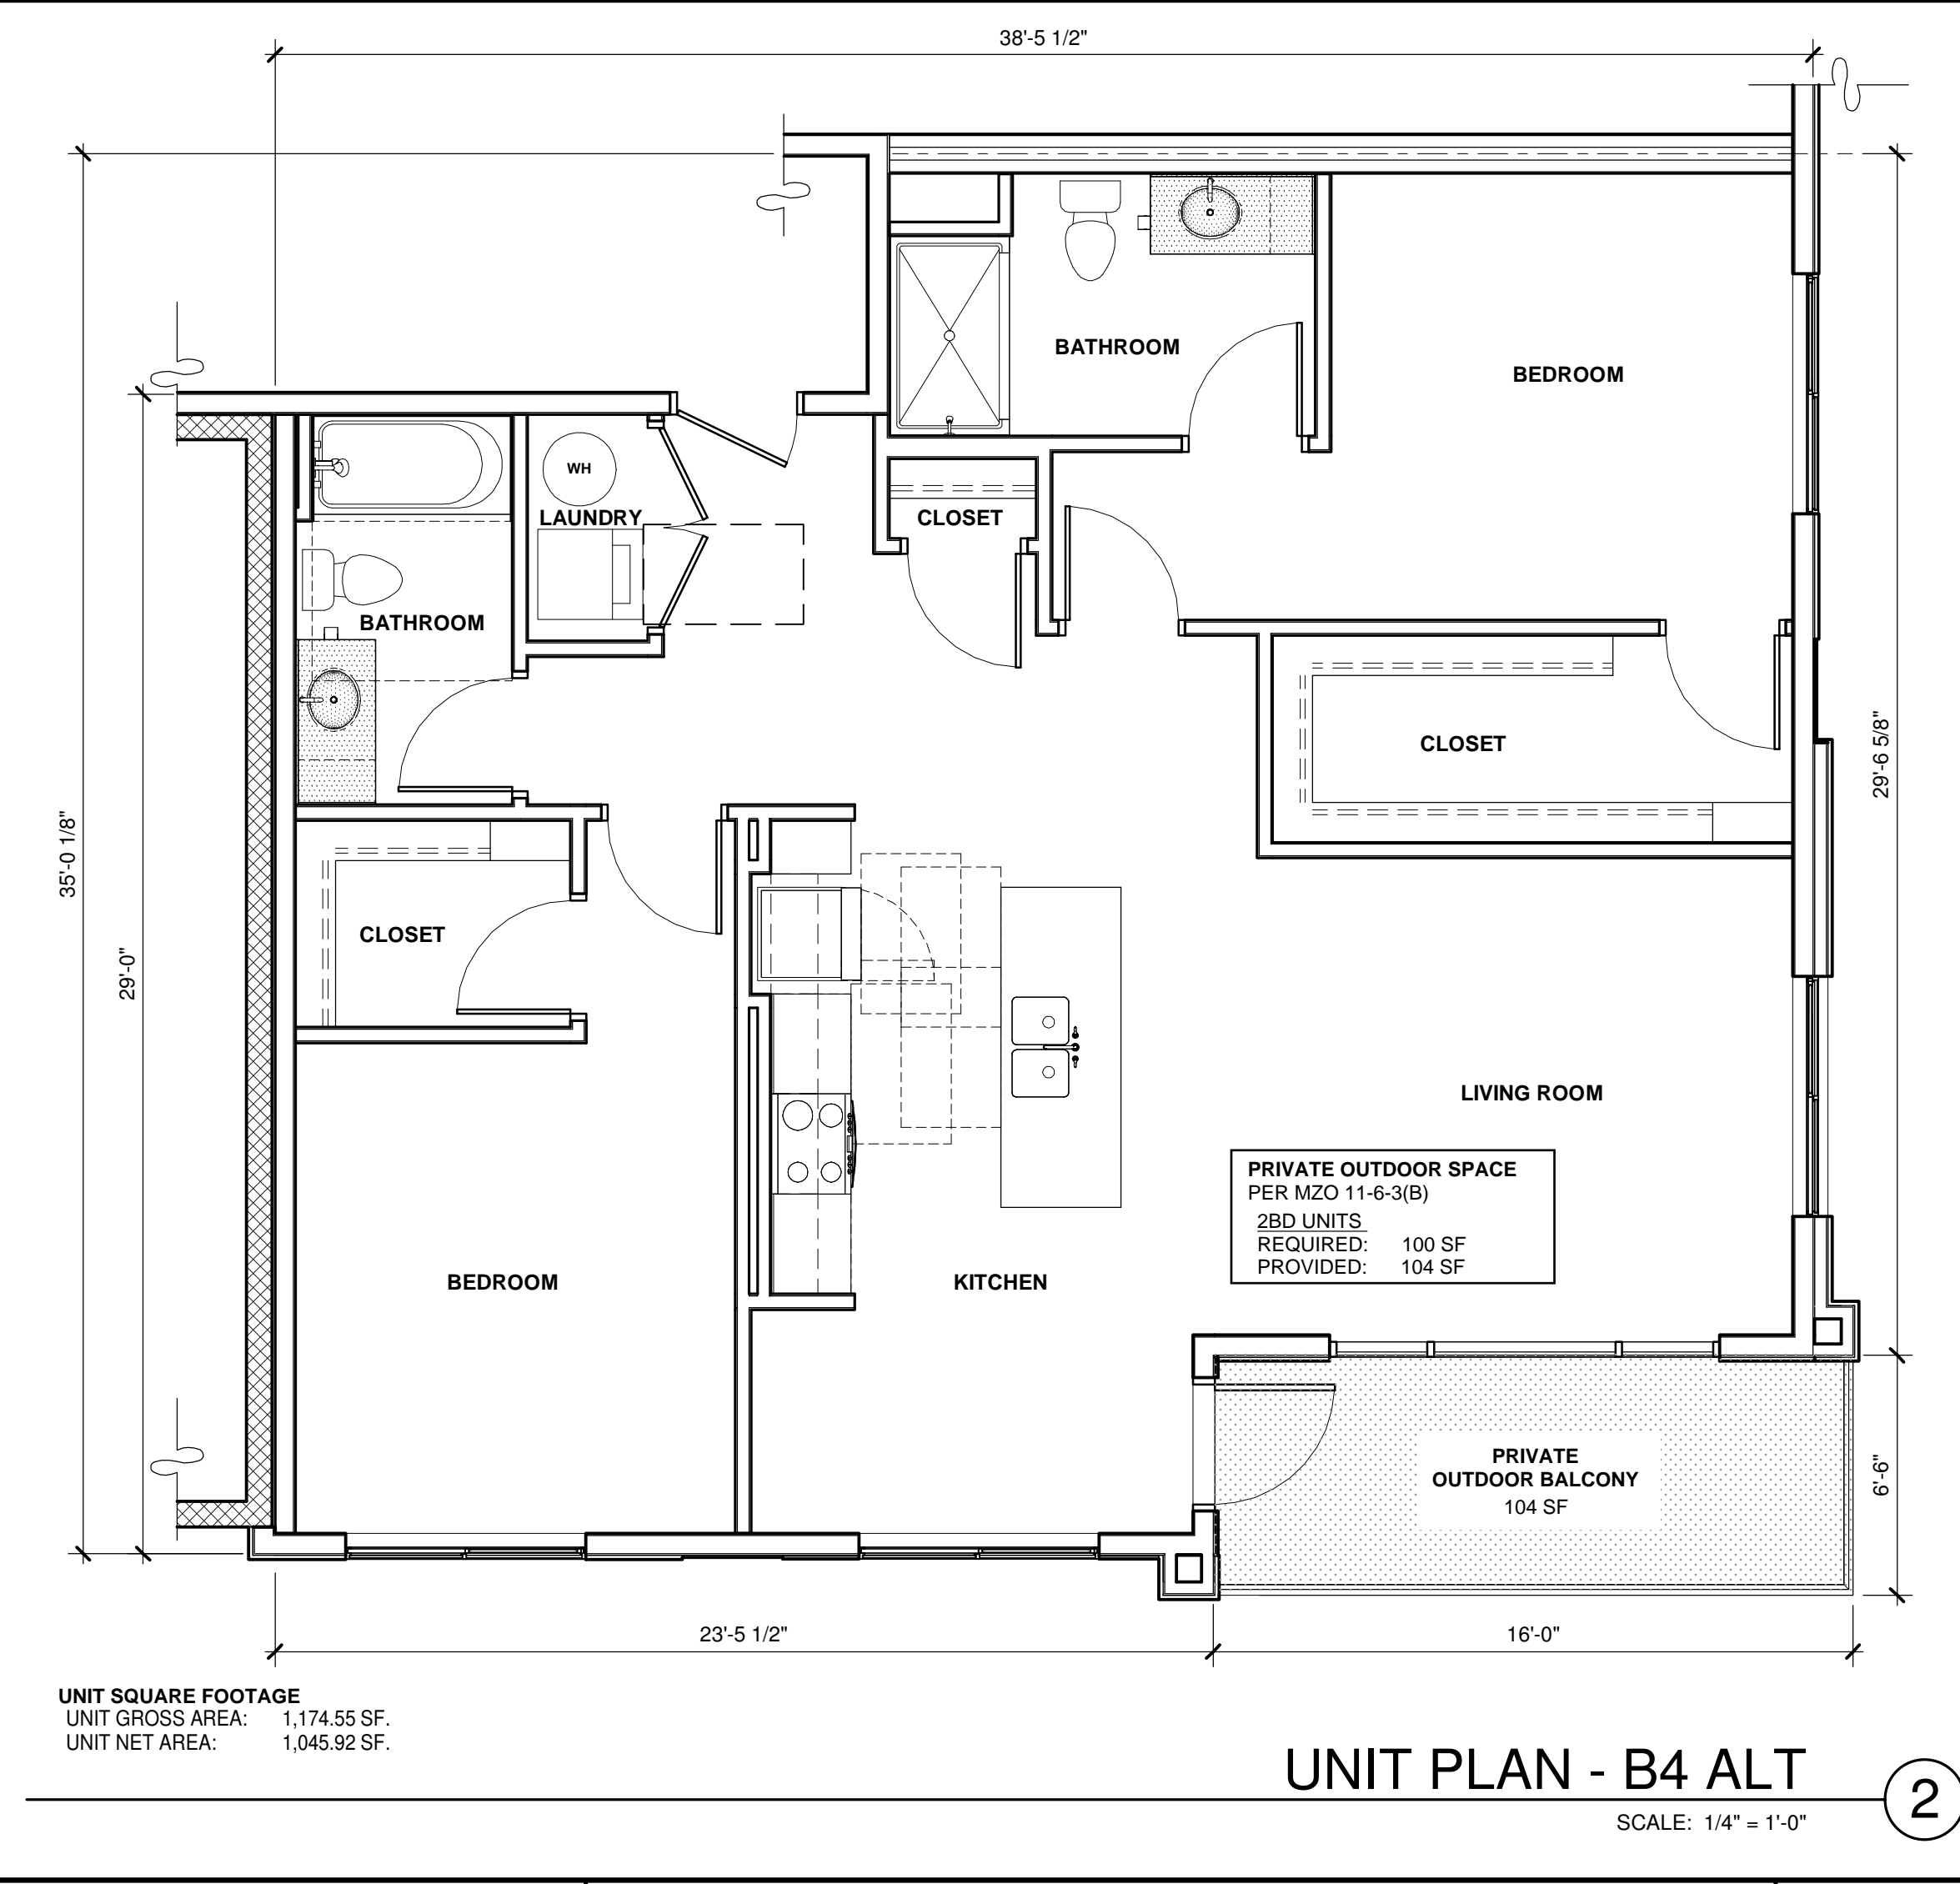 38'-5 1/2"
BATHROOM
BEDROOM
WH
LAUNDRY
CLOSET
BATHROOM
CLOSET
29'-6 5/8"
35'-0 1/8"
29'-0"
CLOSET
LIVING ROOM
PRIVATE OUTDOOR SPACE
PER MZO 11-6-3(B)
2BD UNITS
REQUIRED: 100 SF
PROVIDED: 104 SF
BEDROOM
KITCHEN
PRIVATE
OUTDOOR BALCONY
104 SF
6'-6"
23'-5 1/2"
16'-0"
UNIT SQUARE FOOTAGE
UNIT GROSS AREA: 1,174.55 SF.
UNIT NET AREA: 1,045.92 SF.
UNIT PLAN - B4 ALT
2
SCALE: 1/4" = 1'-0"